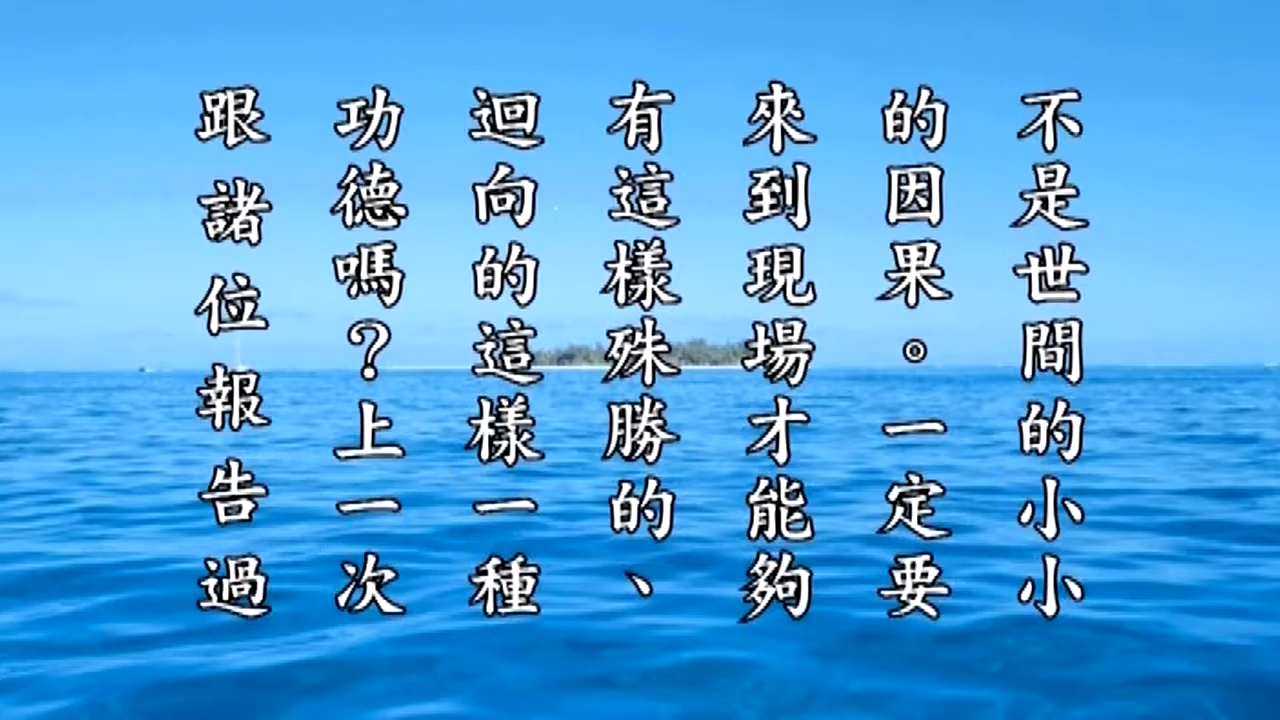 不是世間的小小
的因果。一定要
來到現場才能夠
有這樣殊勝的、
迴向的這樣一種
功德嗎？上一次
跟諸位報告過